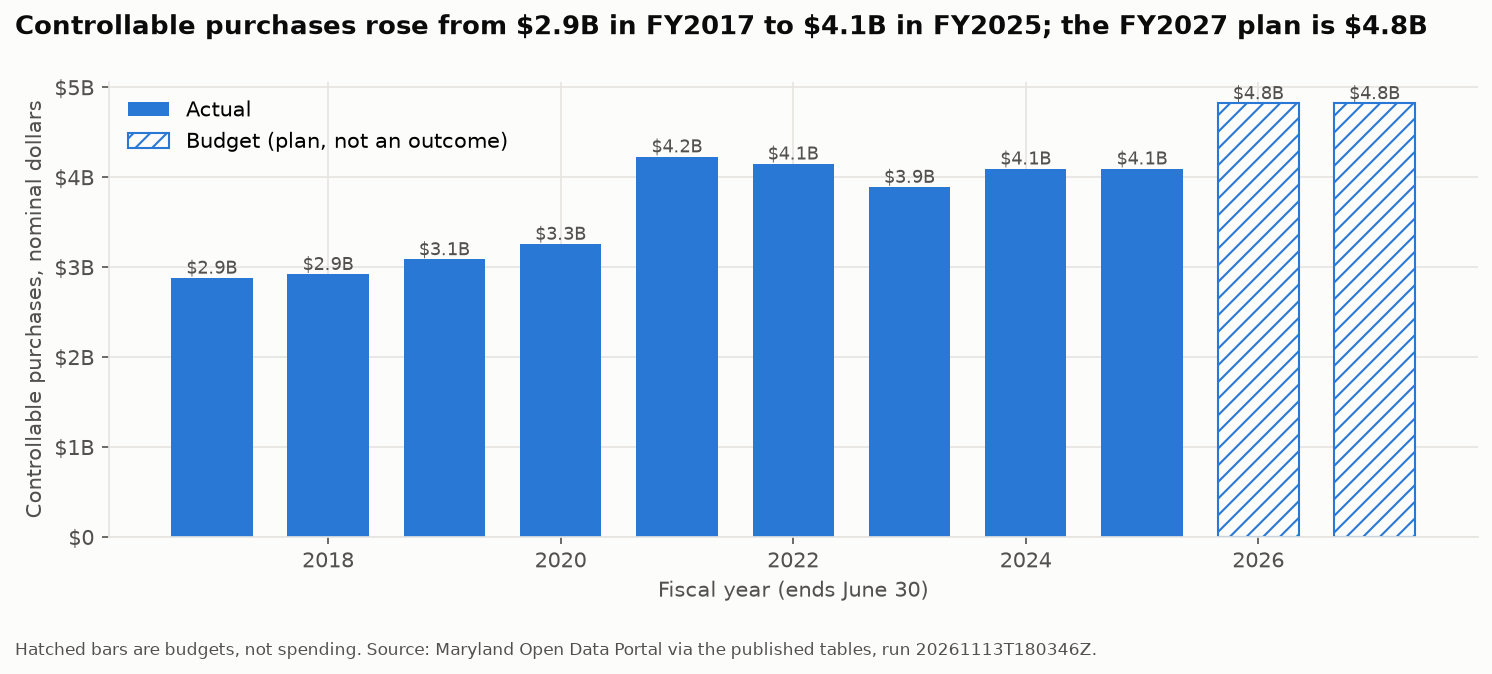 Controllable purchases rose from $2.9B in FY2017 to $4.1B in FY2025; the FY2027 plan is $4.8B
Controllable purchases, nominal dollars
$5B
$4B
$3B
$2B
$1B
$0
Actual
Budget (plan, not an outcome)
$2.9B
$2.9B
$3.1B
$3.3B
$4.2B
$4.1B
$3.9B
$4.1B
$4.1B
$4.8B
$4.8B
2018
2020
2022
2024
2026
Fiscal year (ends June 30)
Hatched bars are budgets, not spending. Source: Maryland Open Data Portal via the published tables, run 20261113T180346Z.